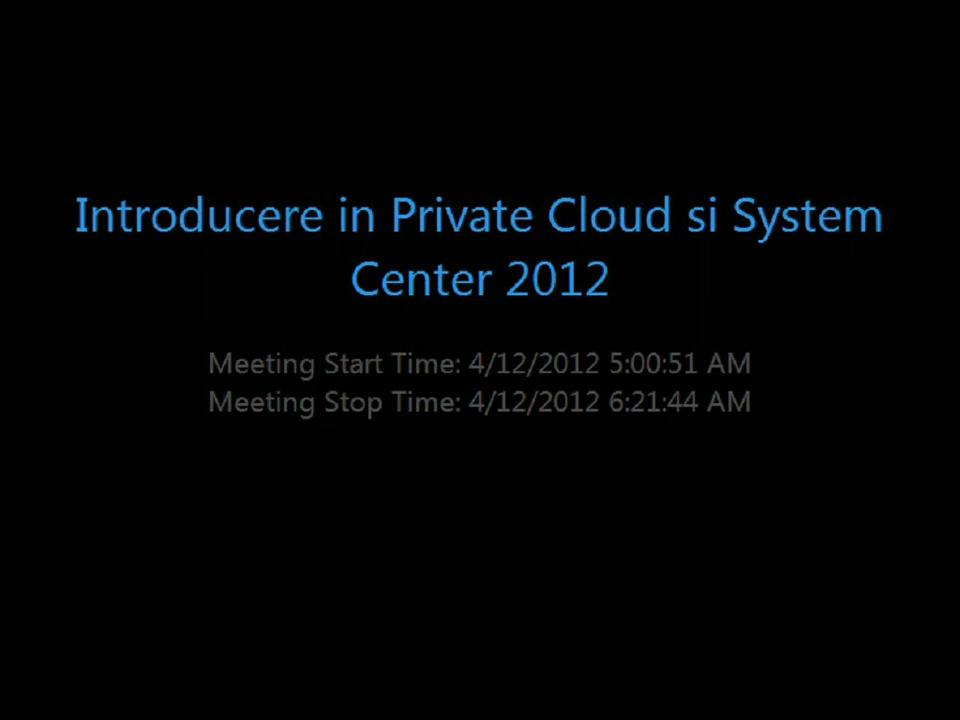 Introducere in Private Cloud si System
Center 2012
Meeting Start Time: 4/12/2012 5:00:51 AM
Meeting Stop Time: 4/12/2012 6:21:44 AM